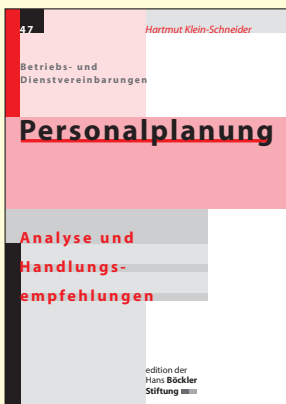 47
Hartmut Klein-Schneider
Betriebs- und
Dienstvereinbarungen
Personalplanung
Analyse und
Handlungs-
empfehlungen
edition der
Hans Böckler
Stiftung